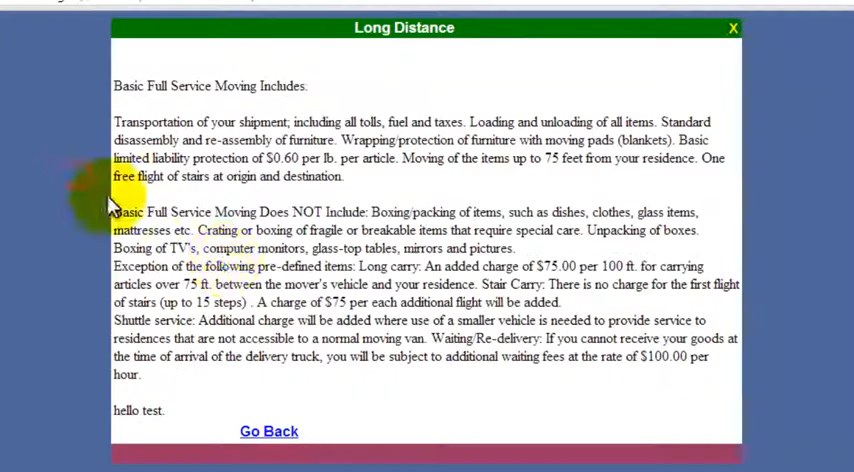 Long Distance X
Basic Full Service Moving Includes:
Transportation of your shipment; including all tolls, fuel and taxes. Loading and unloading of all items. Standard
disassembly and re-assembly of furniture. Wrapping/protection of furniture with moving pads (blankets). Basic
limited liability protection of $0.60 per lb. per article. Moving of the items up to 75 feet from your residence. One
free flight of stairs at origin and destination.
Basic Full Service Moving Does NOT Include: Boxing/packing of items, such as dishes, clothes, glass items,
mattresses etc. Crating or boxing of fragile or breakable items that require special care. Unpacking of boxes.
Boxing of TV's, computer monitors, glass-top tables, mirrors and pictures.
Exception of the following pre-defined items: Long carry: An added charge of $75.00 per 100 ft. for carrying
articles over 75 ft. between the mover's vehicle and your residence. Stair Carry: There is no charge for the first flight
of stairs (up to 15 steps) . A charge of $75 per each additional flight will be added.
Shuttle service: Additional charge will be added where use of a smaller vehicle is needed to provide service to
residences that are not accessible to a normal moving van. Waiting/Re-delivery: If you cannot receive your goods at
the time of arrival of the delivery truck, you will be subject to additional waiting fees at the rate of $100.00 per
hour.
hello test.
Go Back